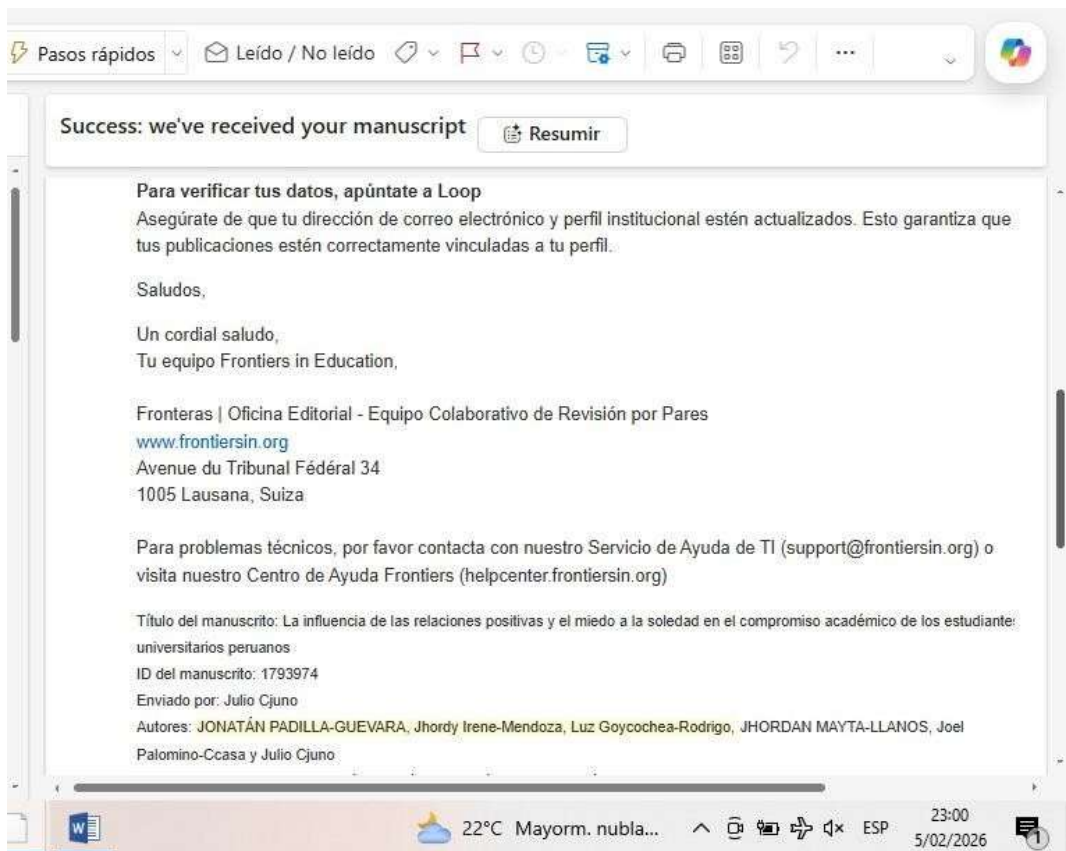 Pasos rápidos Leído / No leído ...
Success: we've received your manuscript Resumir
Para verificar tus datos, apúntate a Loop
Asegúrate de que tu dirección de correo electrónico y perfil institucional estén actualizados. Esto garantiza que
tus publicaciones estén correctamente vinculadas a tu perfil.
Saludos,
Un cordial saludo,
Tu equipo Frontiers in Education,
Fronteras | Oficina Editorial - Equipo Colaborativo de Revisión por Pares
www.frontiersin.org
Avenue du Tribunal Fédéral 34
1005 Lausana, Suiza
Para problemas técnicos, por favor contacta con nuestro Servicio de Ayuda de TI (support@frontiersin.org) o
visita nuestro Centro de Ayuda Frontiers (helpcenter.frontiersin.org)
Título del manuscrito: La influencia de las relaciones positivas y el miedo a la soledad en el compromiso académico de los estudiantes
universitarios peruanos
ID del manuscrito: 1793974
Enviado por: Julio Cjuno
Autores: JONATÁN PADILLA-GUEVARA, Jhordy Irene-Mendoza, Luz Goycochea-Rodrigo, JHORDAN MAYTA-LLANOS, Joel
Palomino-Ccasa y Julio Cjuno
W 22°C Mayorm. nubla... ESP 23:00
5/02/2026 1